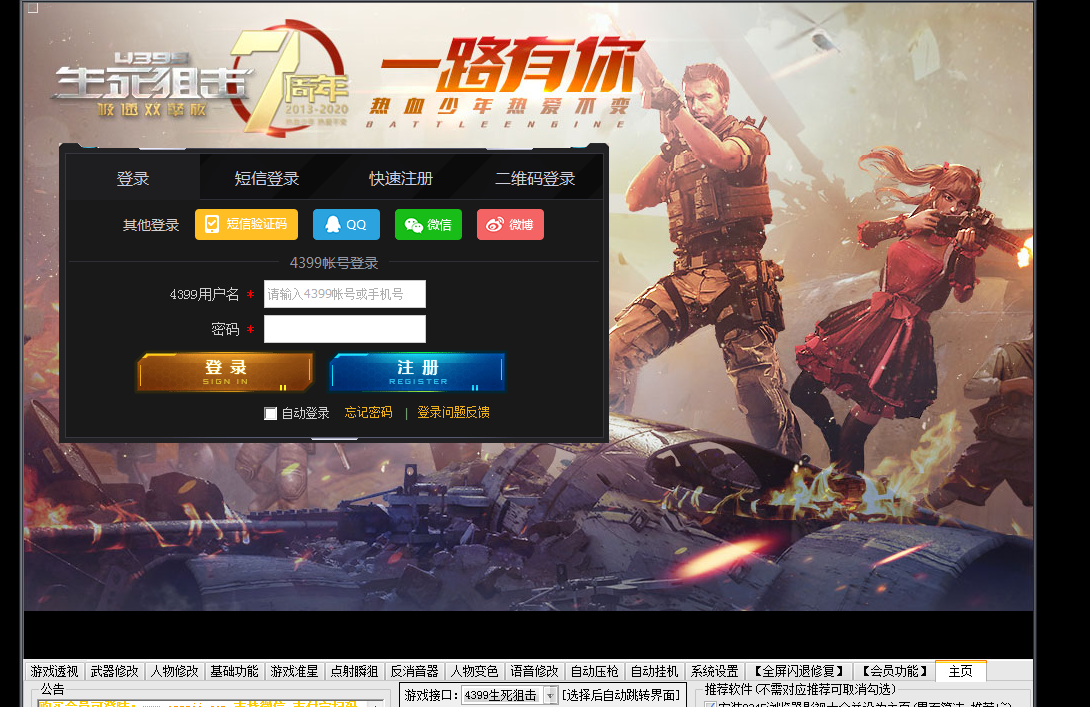 4399
生死狙击
极速双擎版
7周年
2013-2020
热血少年 热爱不变
一路有你
热血少年热爱不变
BATTLEENGINE
登录 短信登录 快速注册 二维码登录
其他登录 短信验证码 QQ 微信 微博
4399帐号登录
4399用户名 * 请输入4399帐号或手机号
密码 *
登录 注册
SIGN IN REGISTER
自动登录 忘记密码 | 登录问题反馈
游戏透视 武器修改 人物修改 基础功能 游戏准星 点射瞬狙 反消音器 人物变色 语音修改 自动压枪 自动挂机 系统设置 【全屏闪退修复】 【会员功能】 主页
公告
游戏接口: 4399生死狙击 [选择后自动跳转界面]
推荐软件(不需对应推荐可取消勾选)